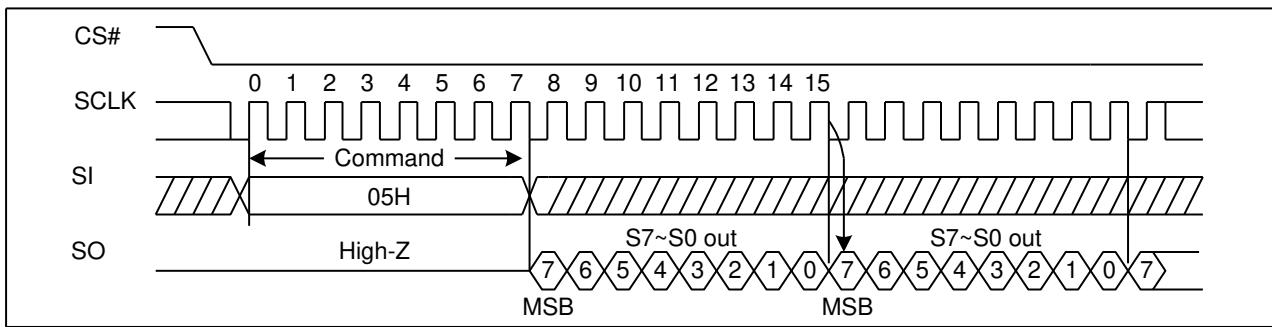 CS#
0 1 2 3 4 5 6 7 8 9 10 11 12 13 14 15
SCLK
Command
SI
05H
S7~S0 out S7~S0 out
SO
High-Z
7 6 5 4 3 2 1 0 7 6 5 4 3 2 1 0 7
MSB MSB